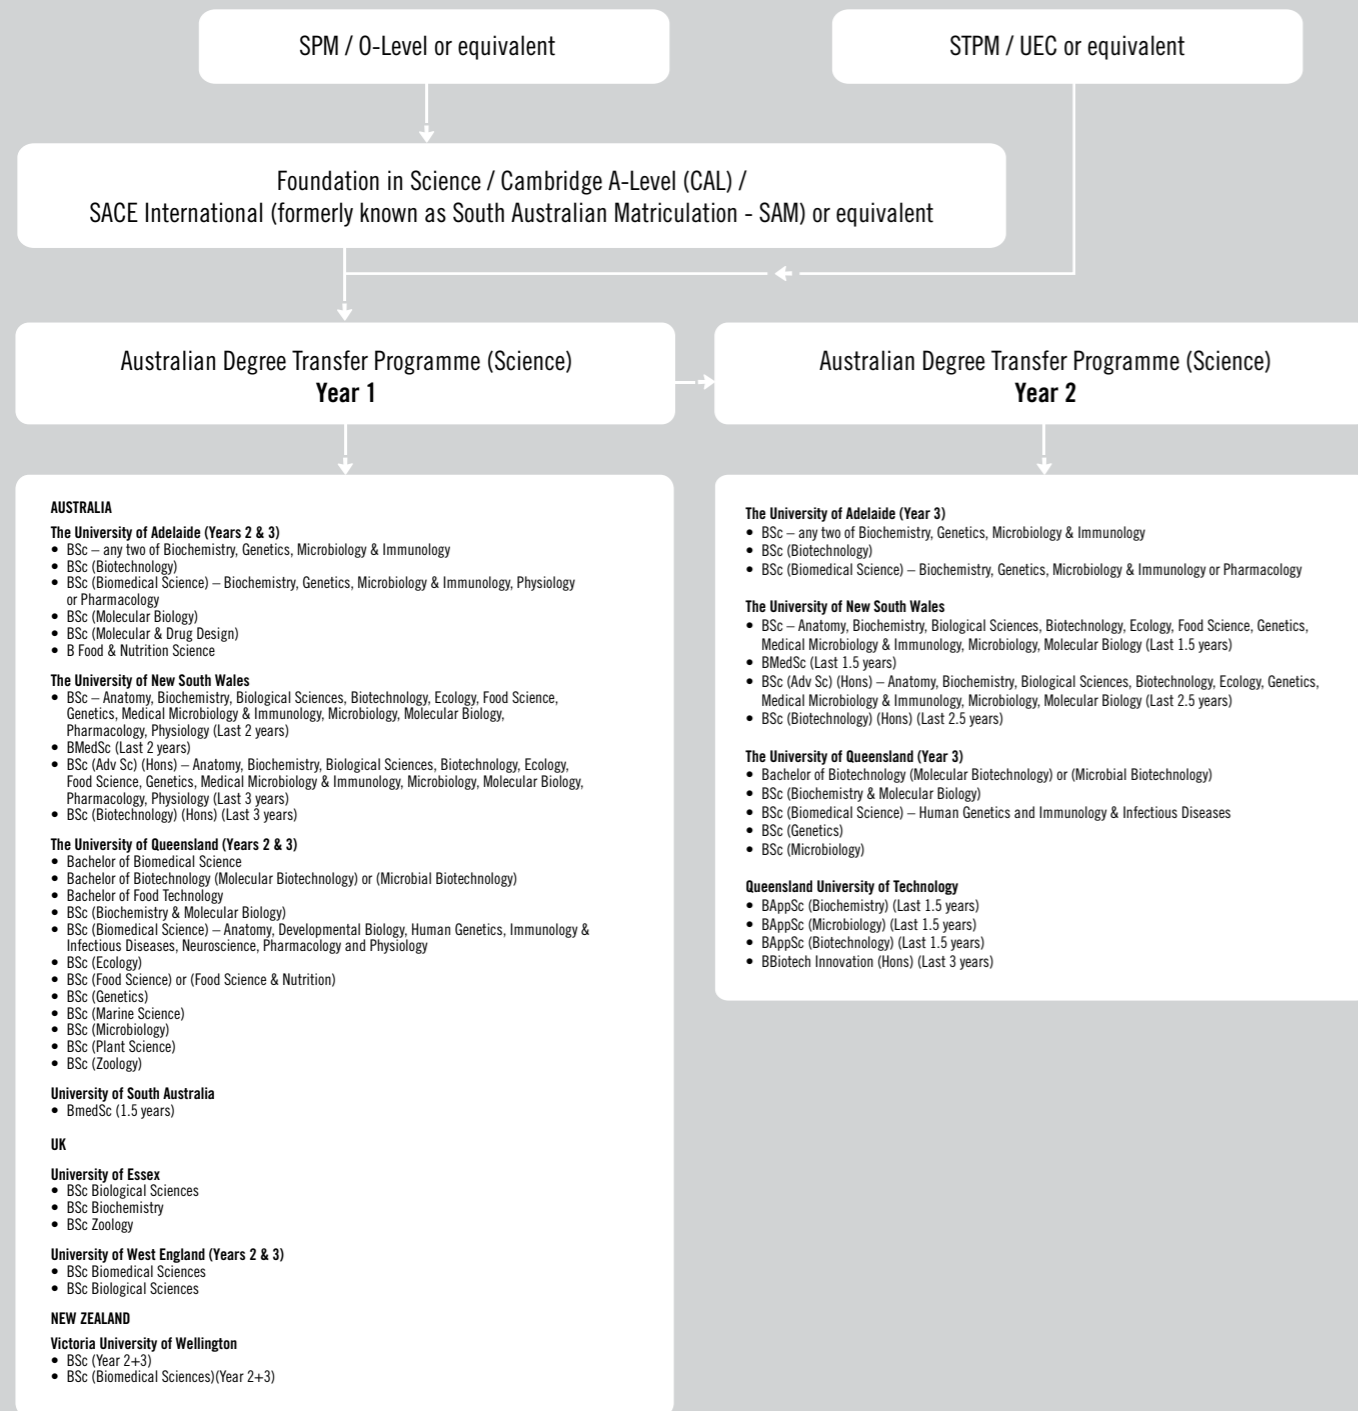 SPM / O-Level or equivalent
STPM / UEC or equivalent
Foundation in Science / Cambridge A-Level (CAL) /
SACE International (formerly known as South Australian Matriculation - SAM) or equivalent
Australian Degree Transfer Programme (Science)
Year 1
Australian Degree Transfer Programme (Science)
Year 2
AUSTRALIA
The University of Adelaide (Years 2 & 3)
• BSc – any two of Biochemistry, Genetics, Microbiology & Immunology
• BSc (Biotechnology)
• BSc (Biomedical Science) – Biochemistry, Genetics, Microbiology & Immunology, Physiology
or Pharmacology
• BSc (Molecular Biology)
• BSc (Molecular & Drug Design)
• B Food & Nutrition Science
The University of New South Wales
• BSc – Anatomy, Biochemistry, Biological Sciences, Biotechnology, Ecology, Food Science,
Genetics, Medical Microbiology & Immunology, Microbiology, Molecular Biology,
Pharmacology, Physiology (Last 2 years)
• BMedSc (Last 2 years)
• BSc (Adv Sc) (Hons) – Anatomy, Biochemistry, Biological Sciences, Biotechnology, Ecology,
Food Science, Genetics, Medical Microbiology & Immunology, Microbiology, Molecular Biology,
Pharmacology, Physiology (Last 3 years)
• BSc (Biotechnology) (Hons) (Last 3 years)
The University of Queensland (Years 2 & 3)
• Bachelor of Biomedical Science
• Bachelor of Biotechnology (Molecular Biotechnology) or (Microbial Biotechnology)
• Bachelor of Food Technology
• BSc (Biochemistry & Molecular Biology)
• BSc (Biomedical Science) – Anatomy, Developmental Biology, Human Genetics, Immunology &
Infectious Diseases, Neuroscience, Pharmacology and Physiology
• BSc (Ecology)
• BSc (Food Science) or (Food Science & Nutrition)
• BSc (Genetics)
• BSc (Marine Science)
• BSc (Microbiology)
• BSc (Plant Science)
• BSc (Zoology)
University of South Australia
• BmedSc (1.5 years)
UK
University of Essex
• BSc Biological Sciences
• BSc Biochemistry
• BSc Zoology
University of West England (Years 2 & 3)
• BSc Biomedical Sciences
• BSc Biological Sciences
NEW ZEALAND
Victoria University of Wellington
• BSc (Year 2+3)
• BSc (Biomedical Sciences)(Year 2+3)
The University of Adelaide (Year 3)
• BSc – any two of Biochemistry, Genetics, Microbiology & Immunology
• BSc (Biotechnology)
• BSc (Biomedical Science) – Biochemistry, Genetics, Microbiology & Immunology or Pharmacology
The University of New South Wales
• BSc – Anatomy, Biochemistry, Biological Sciences, Biotechnology, Ecology, Food Science, Genetics,
Medical Microbiology & Immunology, Microbiology, Molecular Biology (Last 1.5 years)
• BMedSc (Last 1.5 years)
• BSc (Adv Sc) (Hons) – Anatomy, Biochemistry, Biological Sciences, Biotechnology, Ecology, Genetics,
Medical Microbiology & Immunology, Microbiology, Molecular Biology (Last 2.5 years)
• BSc (Biotechnology) (Hons) (Last 2.5 years)
The University of Queensland (Year 3)
• Bachelor of Biotechnology (Molecular Biotechnology) or (Microbial Biotechnology)
• BSc (Biochemistry & Molecular Biology)
• BSc (Biomedical Science) – Human Genetics and Immunology & Infectious Diseases
• BSc (Genetics)
• BSc (Microbiology)
Queensland University of Technology
• BAppSc (Biochemistry) (Last 1.5 years)
• BAppSc (Microbiology) (Last 1.5 years)
• BAppSc (Biotechnology) (Last 1.5 years)
• BBiotech Innovation (Hons) (Last 3 years)